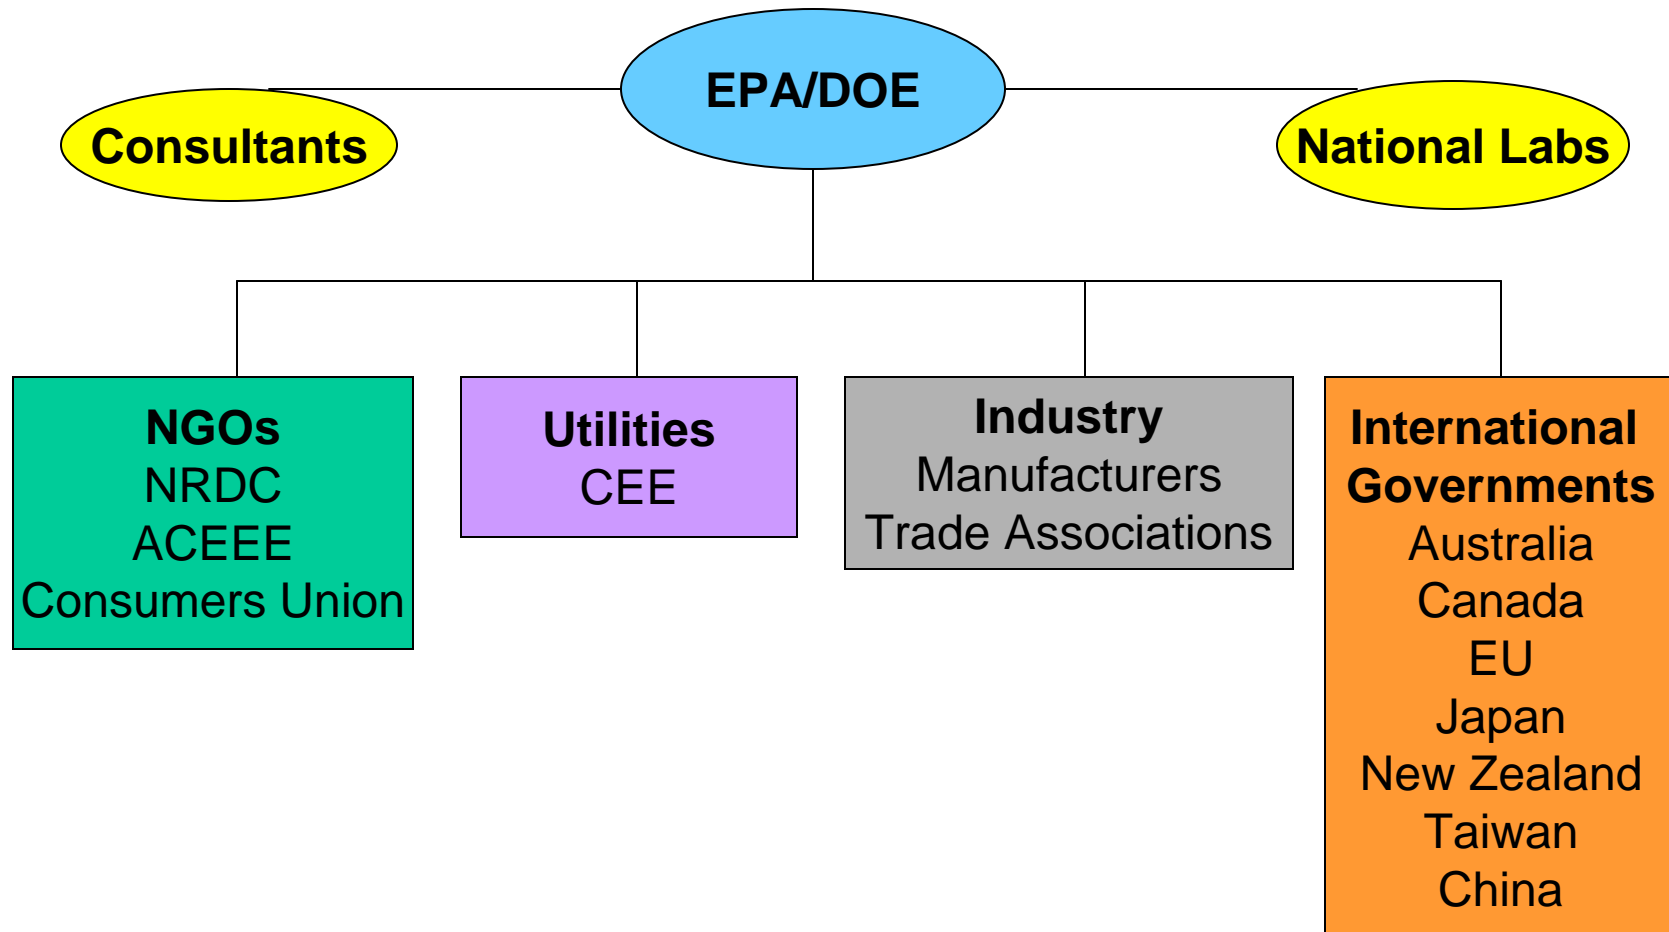 EPA/DOE
Consultants
National Labs
NGOs
NRDC
ACEEE
Consumers Union
Utilities
CEE
Industry
Manufacturers
Trade Associations
International
Governments
Australia
Canada
EU
Japan
New Zealand
Taiwan
China